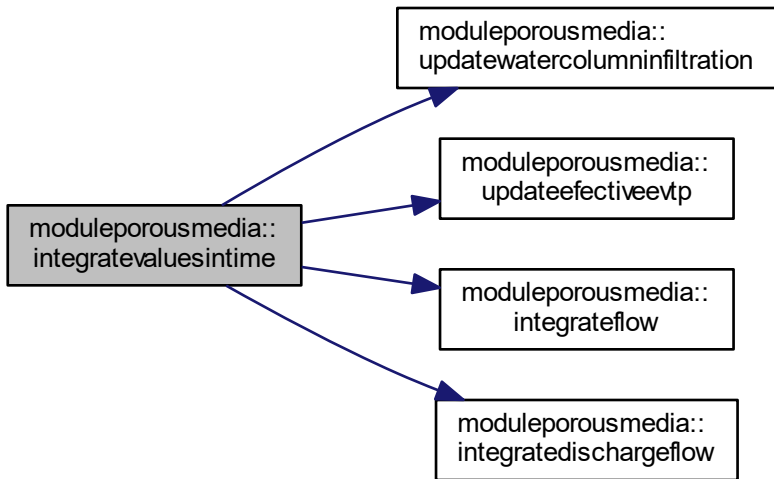 moduleporousmedia::
updatewatercolumninfiltration
moduleporousmedia::
updateefectiveevtp
moduleporousmedia::
integratevaluesintime
moduleporousmedia::
integrateflow
moduleporousmedia::
integratedischargeflow